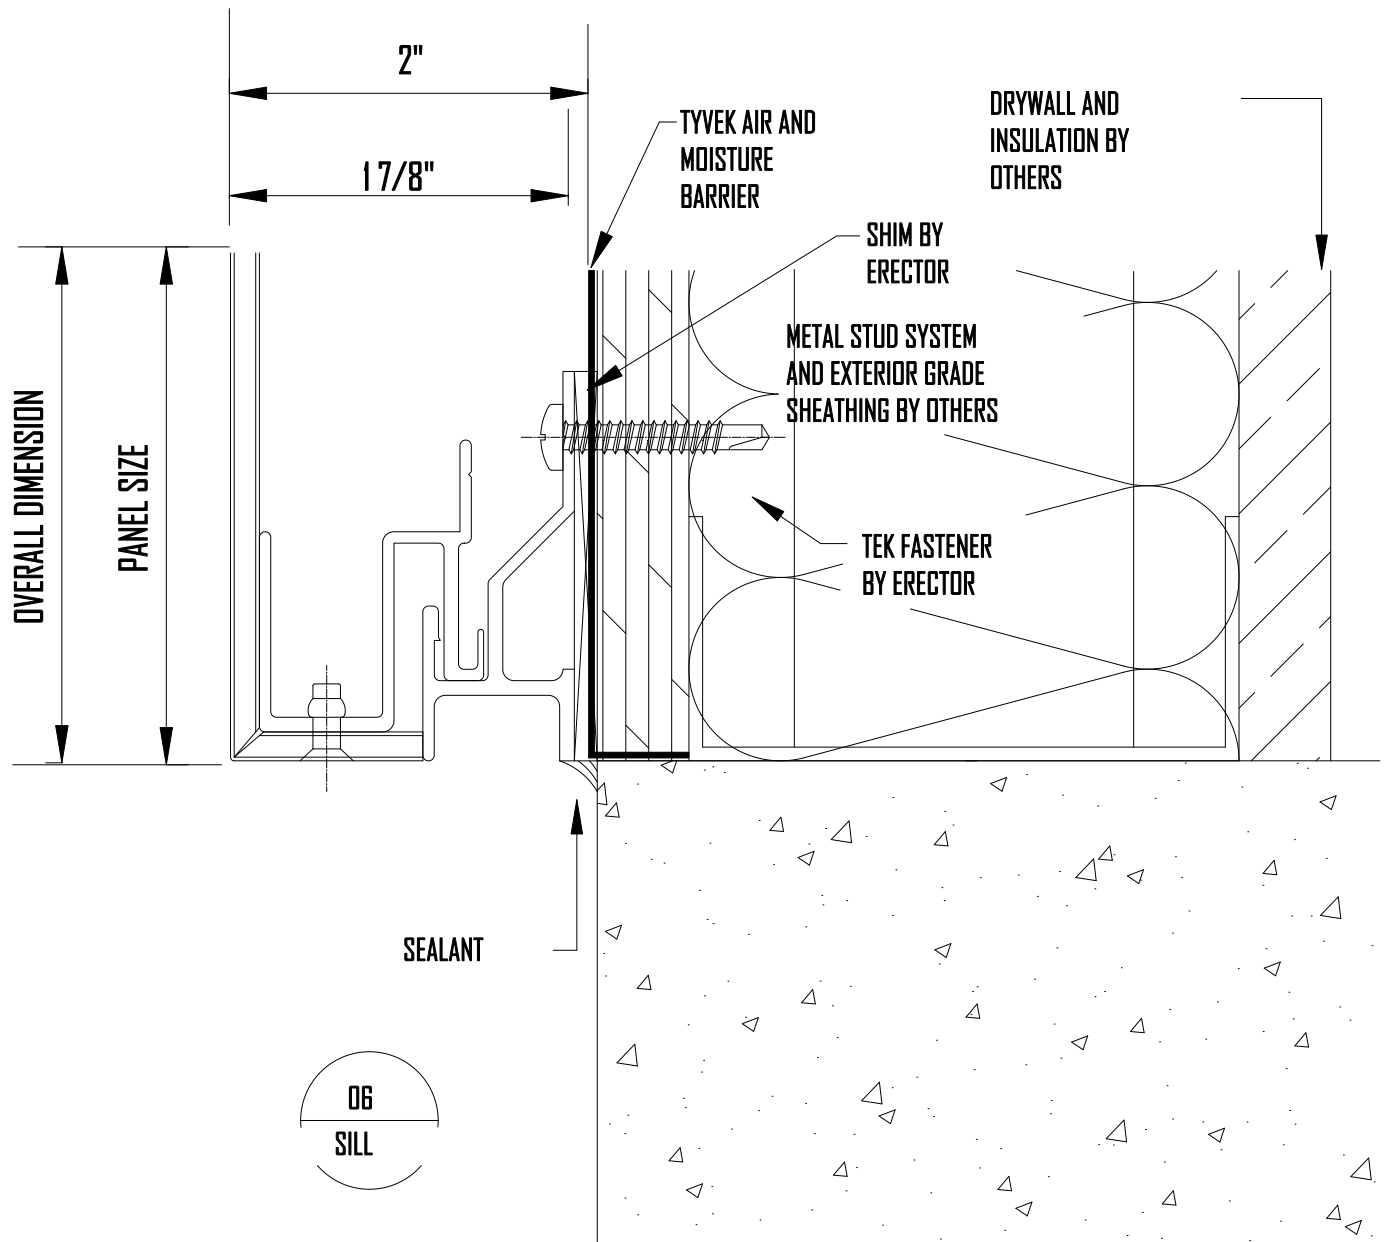 2"
1 7/8"
TYVEK AIR AND
MOISTURE
BARRIER
DRYWALL AND
INSULATION BY
OTHERS
SHIM BY
ERECTOR
METAL STUD SYSTEM
AND EXTERIOR GRADE
SHEATHING BY OTHERS
OVERALL DIMENSION
PANEL SIZE
TEK FASTENER
BY ERECTOR
SEALANT
06
SILL